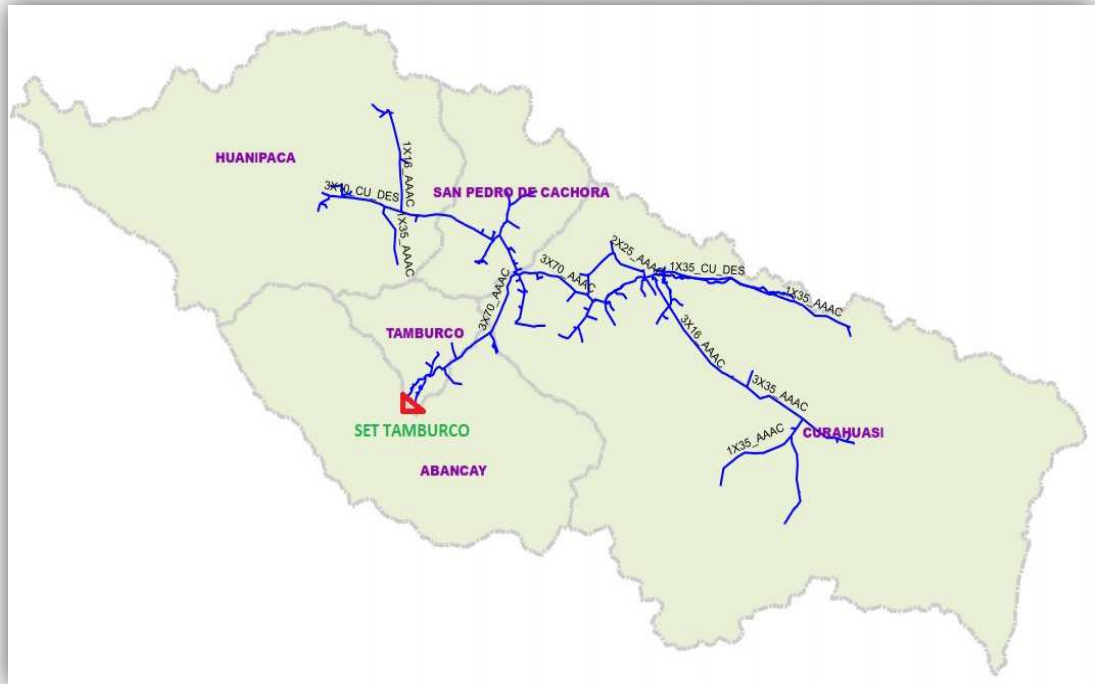 HUANIPACA
1X16_AAAC
3X10_CU_DES
SAN PEDRO DE CACHORA
1X35_AAAC
2X25_AAAC
3X70_AAAC
1X35_CU_DES
1X35_AAAC
3X70_AAAC
TAMBURCO
3X16_AAAC
3X35_AAAC
SET TAMBURCO
CURAHUASI
1X35_AAAC
ABANCAY